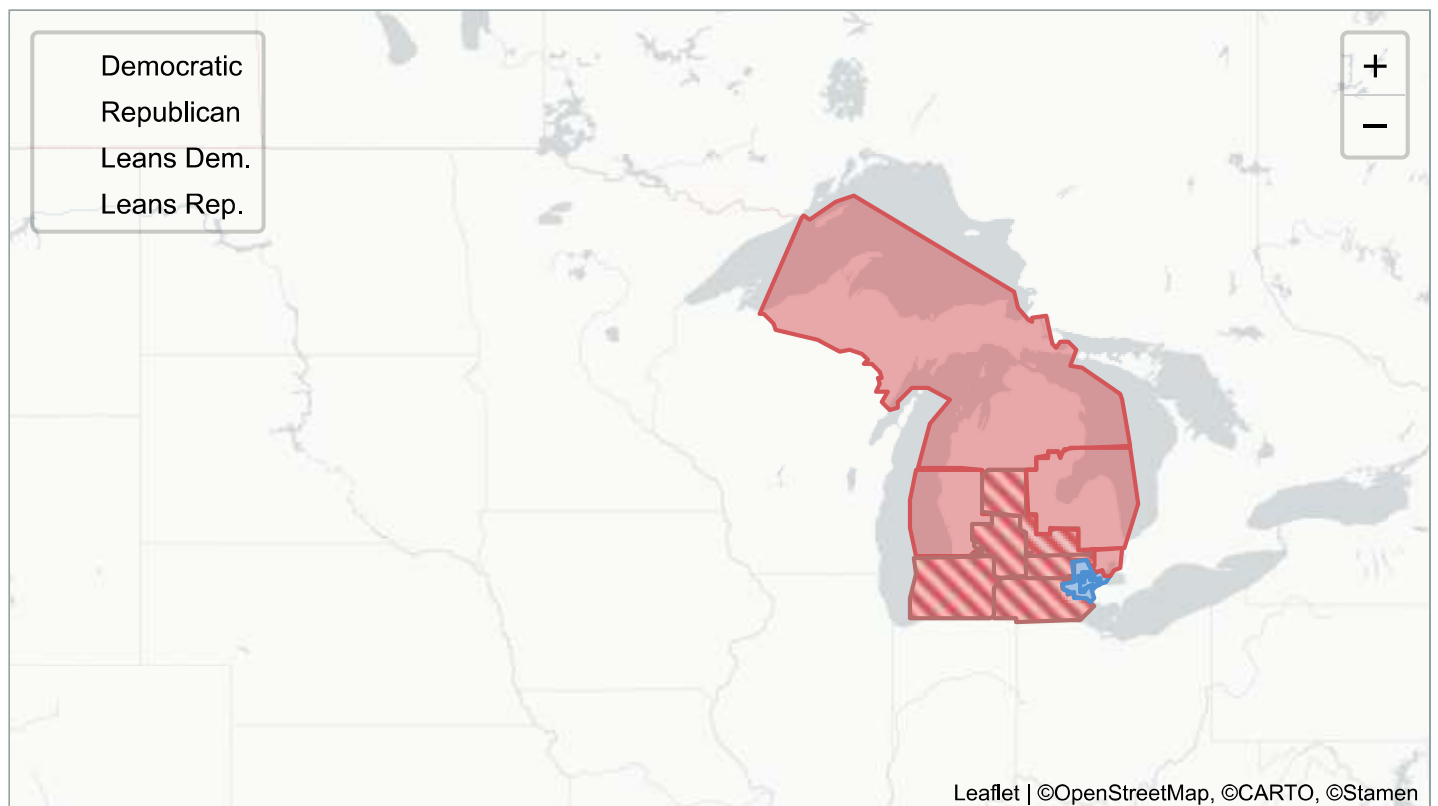 Democratic
Republican
Leans Dem.
Leans Rep.
+
−
Leaflet | ©OpenStreetMap, ©CARTO, ©Stamen